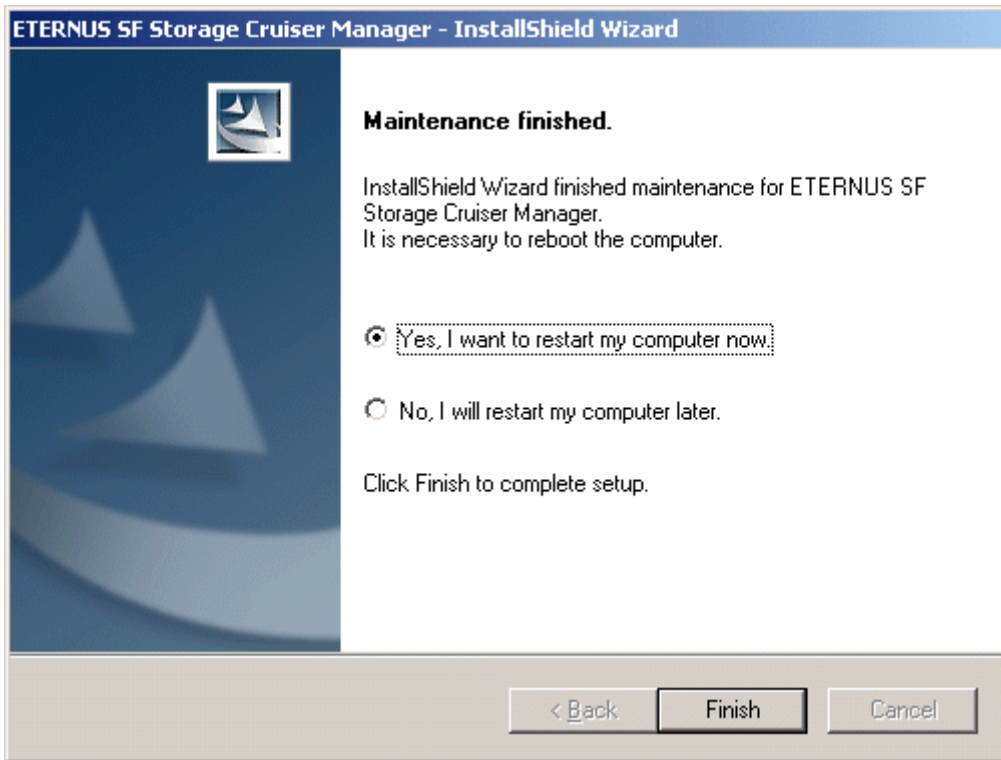 ETERNUS SF Storage Cruiser Manager - InstallShield Wizard
Maintenance finished.
InstallShield Wizard finished maintenance for ETERNUS SF
Storage Cruiser Manager.
It is necessary to reboot the computer.
Yes, I want to restart my computer now.
No, I will restart my computer later.
Click Finish to complete setup.
< Back
Finish
Cancel